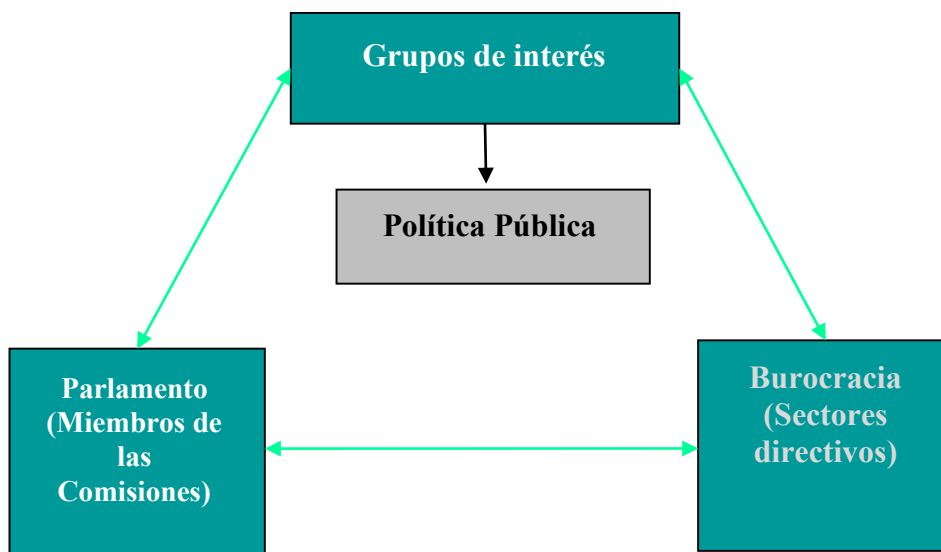 Grupos de interés
Política Pública
Parlamento
(Miembros de
las
Comisiones)
Burocracia
(Sectores
directivos)